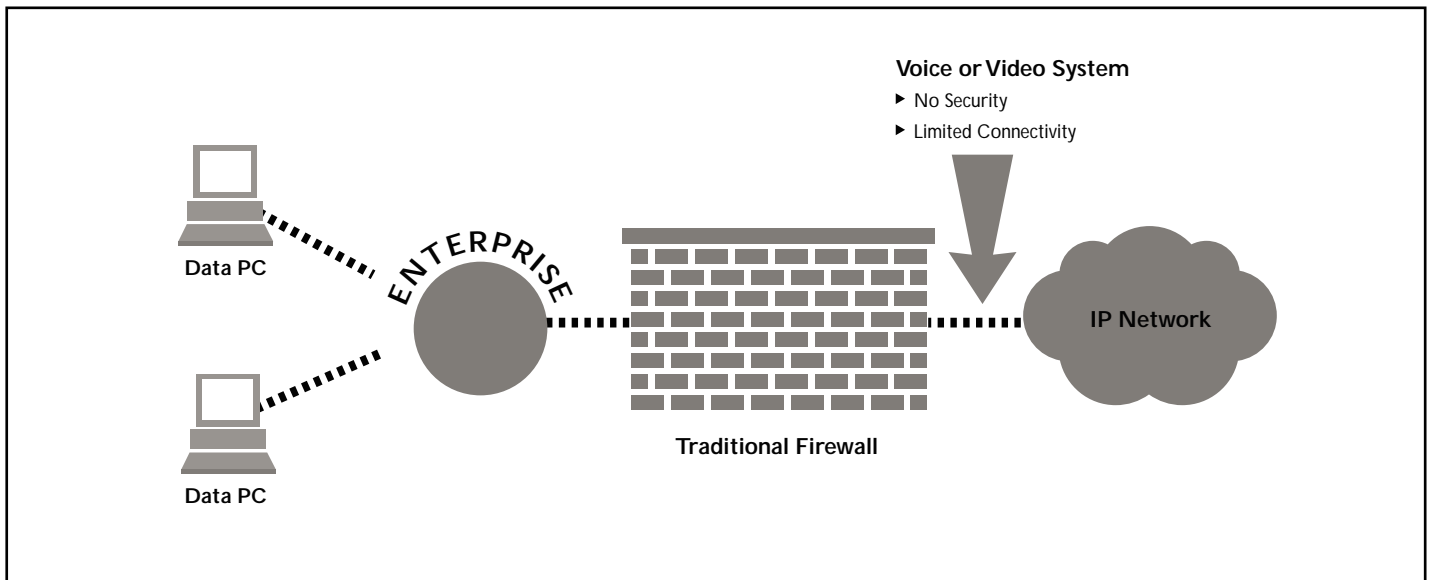 Voice or Video System
► No Security
► Limited Connectivity
Data PC
ENTERPRISE
IP Network
Traditional Firewall
Data PC